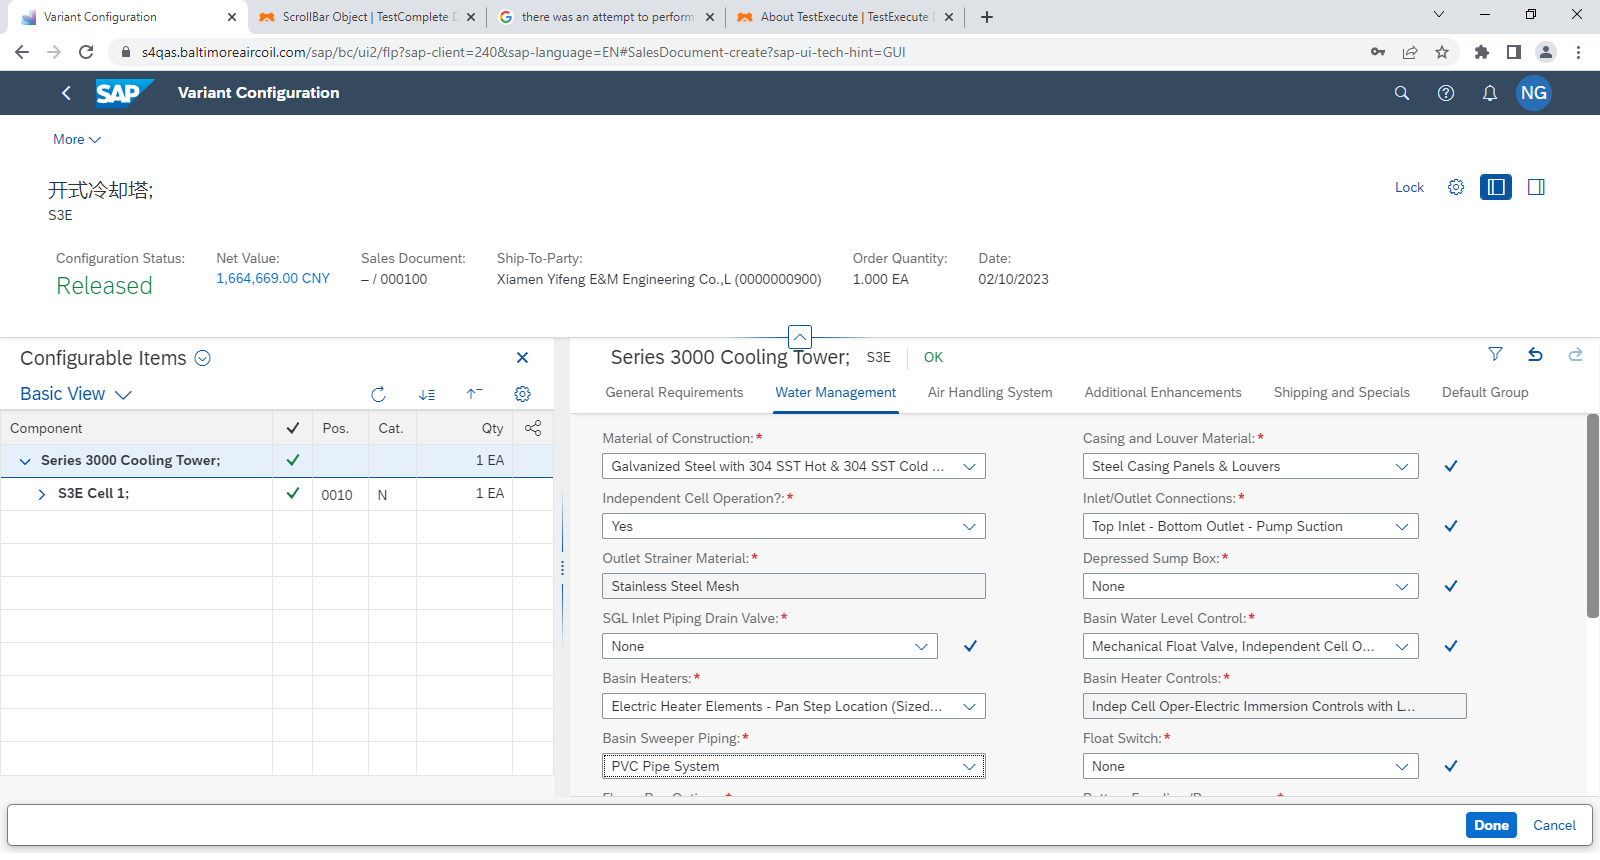 Variant Configuration
ScrollBar Object | TestComplete
there was an attempt to perform
About TestExecute | TestExecute
s4qas.baltimoreaircoil.com/sap/bc/ui2/flp?sap-client=240&sap-language=EN#SalesDocument-create?sap-ui-tech-hint=GUI
SAP Variant Configuration NG
More
开式冷却塔;
S3E
Lock
Configuration Status: Net Value: Sales Document: Ship-To-Party: Order Quantity: Date:
Released 1,664,669.00 CNY – / 000100 Xiamen Yifeng E&M Engineering Co.,L (0000000900) 1.000 EA 02/10/2023
Configurable Items
Basic View
Component Pos. Cat. Qty
Series 3000 Cooling Tower; 1 EA
S3E Cell 1; 0010 N 1 EA
Series 3000 Cooling Tower; S3E OK
General Requirements Water Management Air Handling System Additional Enhancements Shipping and Specials Default Group
Material of Construction:* Casing and Louver Material:*
Galvanized Steel with 304 SST Hot & 304 SST Cold ... Steel Casing Panels & Louvers
Independent Cell Operation?:* Inlet/Outlet Connections:*
Yes Top Inlet - Bottom Outlet - Pump Suction
Outlet Strainer Material:* Depressed Sump Box:*
Stainless Steel Mesh None
SGL Inlet Piping Drain Valve:* Basin Water Level Control:*
None Mechanical Float Valve, Independent Cell O...
Basin Heaters:* Basin Heater Controls:*
Electric Heater Elements - Pan Step Location (Sized... Indep Cell Oper-Electric Immersion Controls with L...
Basin Sweeper Piping:* Float Switch:*
PVC Pipe System None
Done Cancel